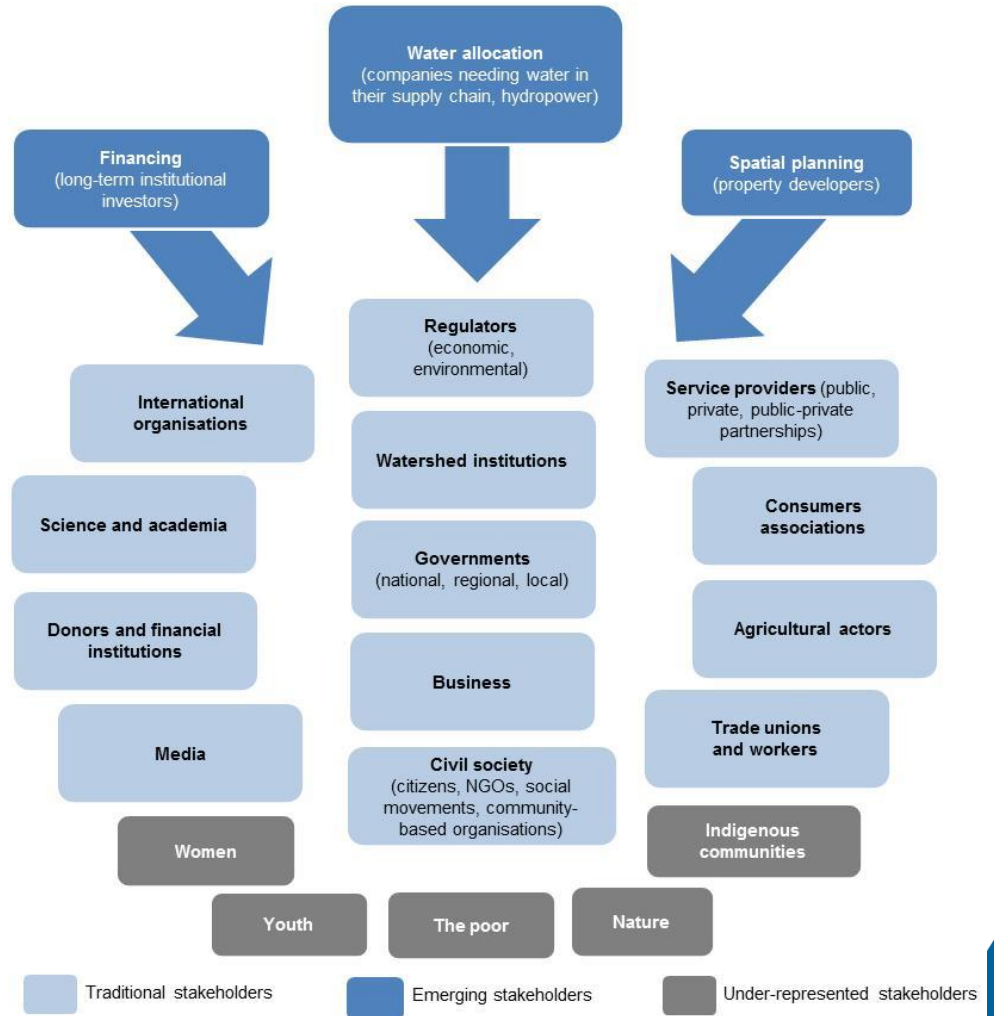 Water allocation
(companies needing water in
their supply chain, hydropower)
Financing
(long-term institutional
investors)
Spatial planning
(property developers)
Regulators
(economic,
environmental)
International
organisations
Service providers (public,
private, public-private
partnerships)
Watershed institutions
Science and academia
Consumers
associations
Governments
(national, regional, local)
Donors and financial
institutions
Agricultural actors
Business
Media
Trade unions
and workers
Civil society
(citizens, NGOs, social
movements, community-
based organisations)
Women
Indigenous
communities
Youth
The poor
Nature
Traditional stakeholders
Emerging stakeholders
Under-represented stakeholders